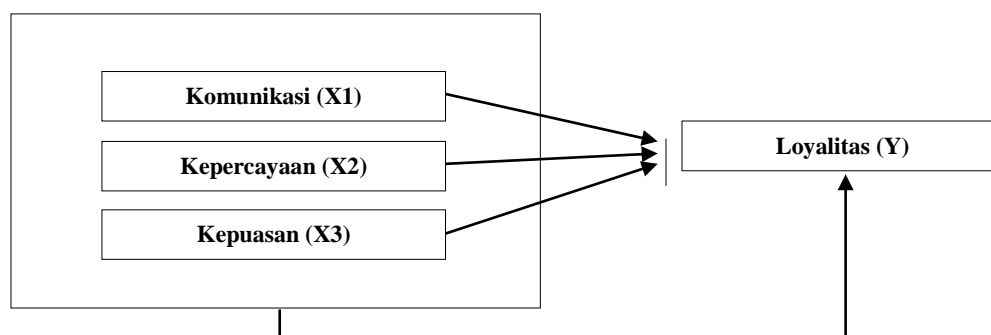 Komunikasi (X1)
Kepercayaan (X2)
Loyalitas (Y)
Kepuasan (X3)